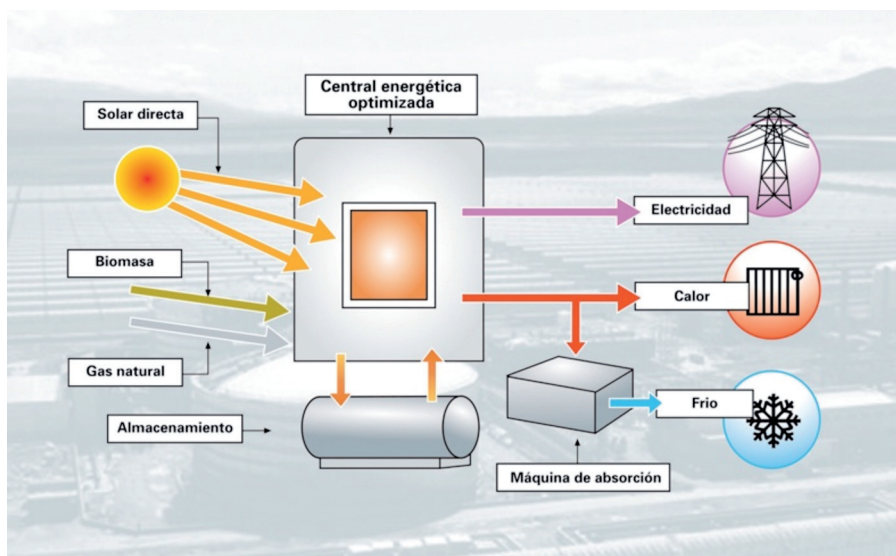 Central energética
optimizada
Solar directa
Electricidad
Biomasa
Calor
Gas natural
Frio
Almacenamiento
Máquina de absorción